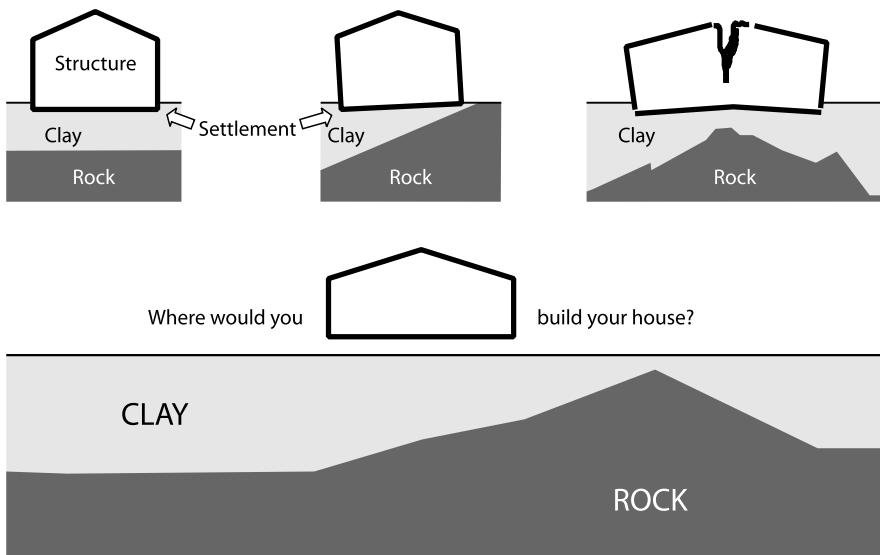 Structure
Settlement
Clay
Rock
Clay
Rock
Clay
Rock
Where would you build your house?
CLAY
ROCK